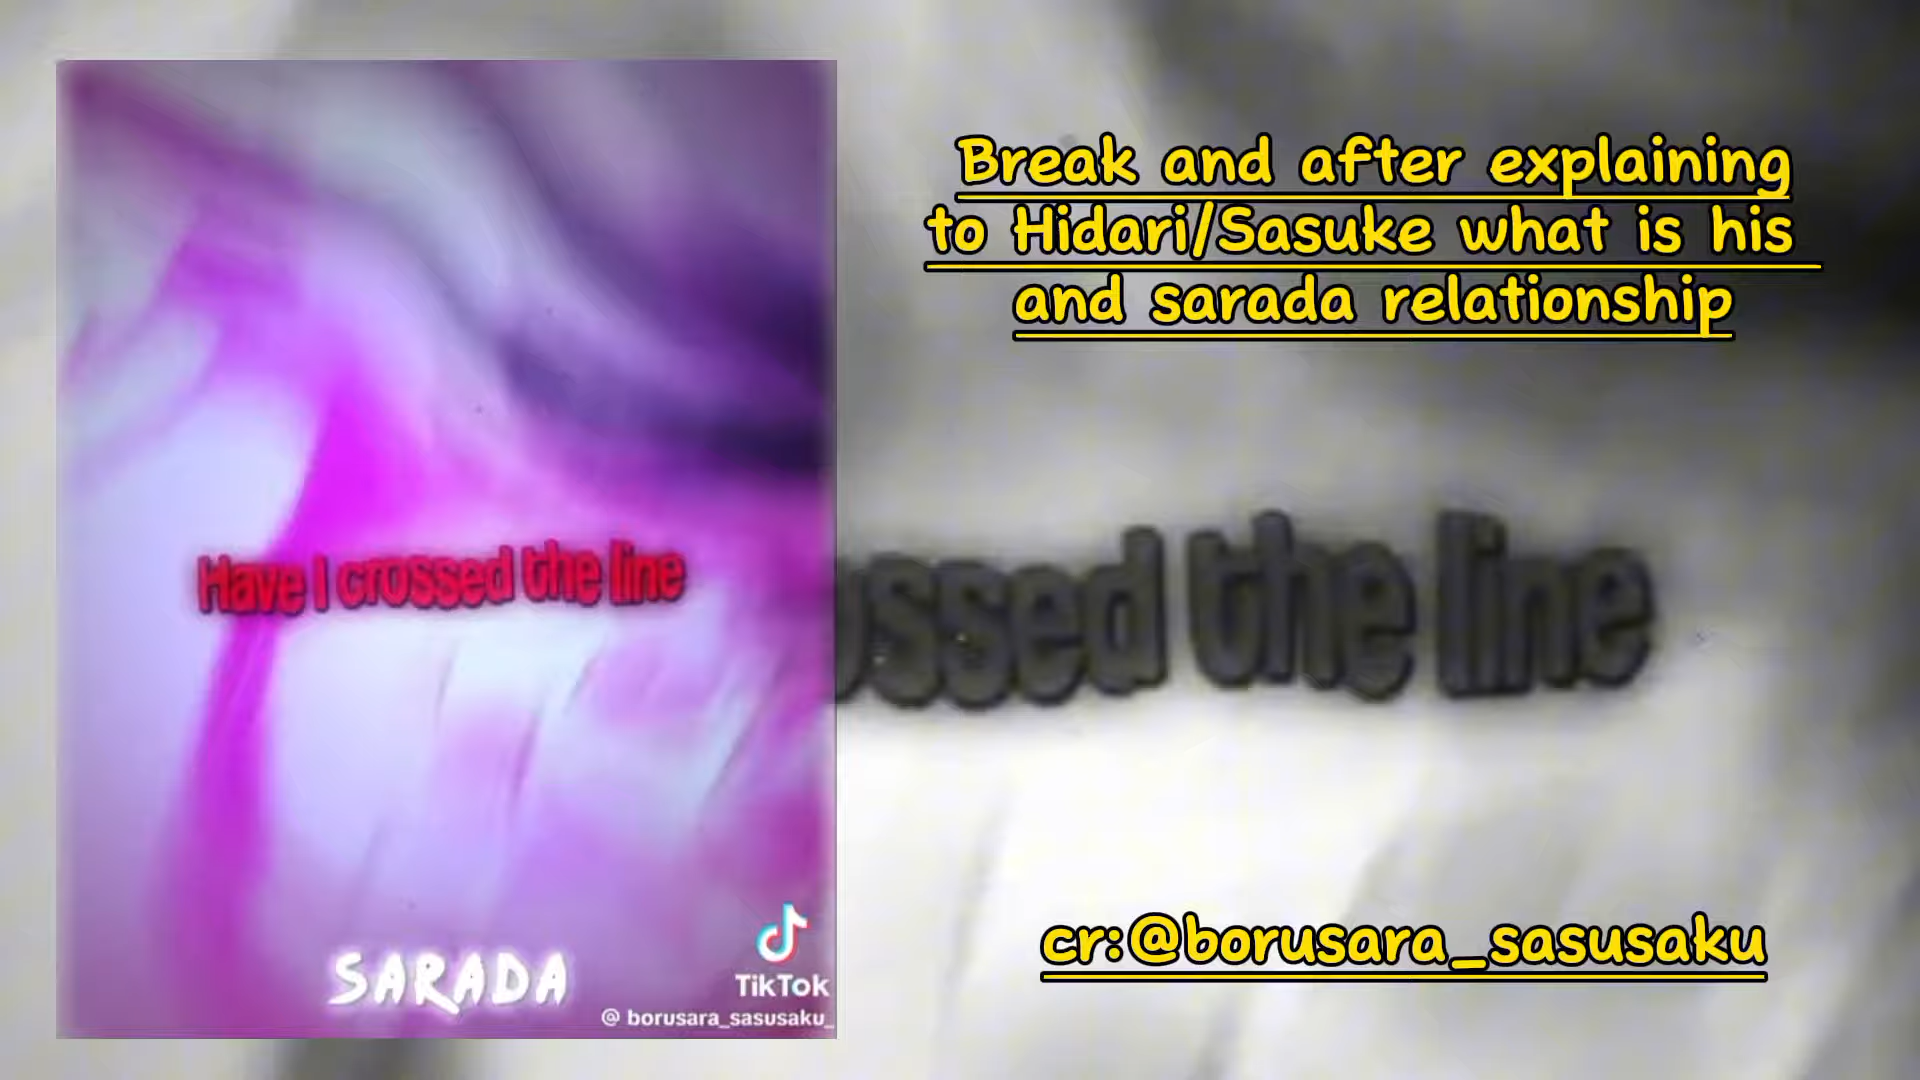 Break and after explaining
to Hidari/Sasuke what is his
and sarada relationship
Have I crossed the line
ossed the line
SARADA
TikTok
@ borusara_sasusaku_
cr:@borusara_sasusaku